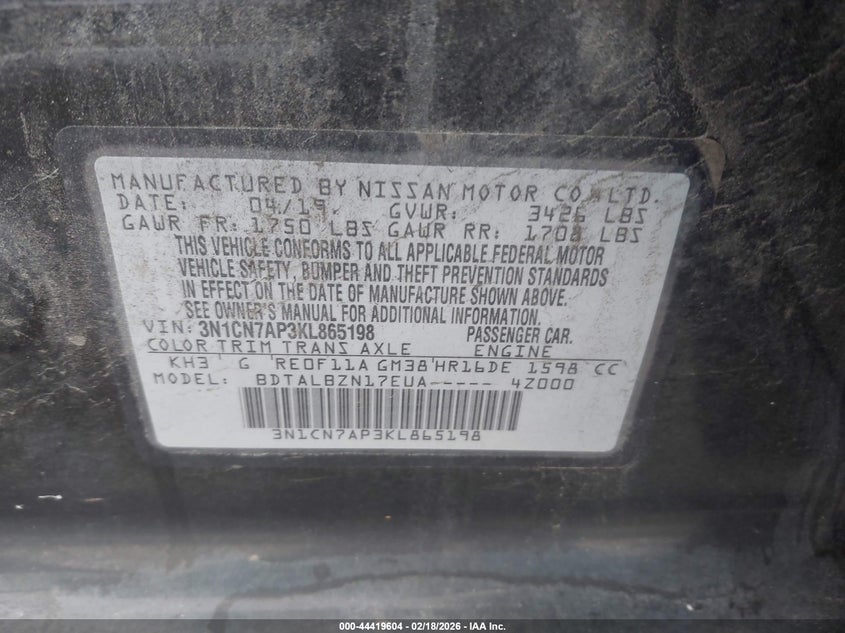 MANUFACTURED BY NISSAN MOTOR CO. LTD.
DATE: 04/19. GVWR: 3426 LBS
GAWR FR: 1750 LBS GAWR RR: 1702 LBS
THIS VEHICLE CONFORMS TO ALL APPLICABLE FEDERAL MOTOR
VEHICLE SAFETY, BUMPER AND THEFT PREVENTION STANDARDS
IN EFFECT ON THE DATE OF MANUFACTURE SHOWN ABOVE.
SEE OWNER'S MANUAL FOR ADDITIONAL INFORMATION.
VIN: 3N1CN7AP3KL865198 PASSENGER CAR.
COLOR TRIM TRANS AXLE ENGINE
KH3 G RE0F11A GM38 HR16DE 1598 CC
MODEL: BDTALBZN17EUA----- 4Z000
3N1CN7AP3KL865198
000-44419604 | 02/18/2026 - IAA Inc.